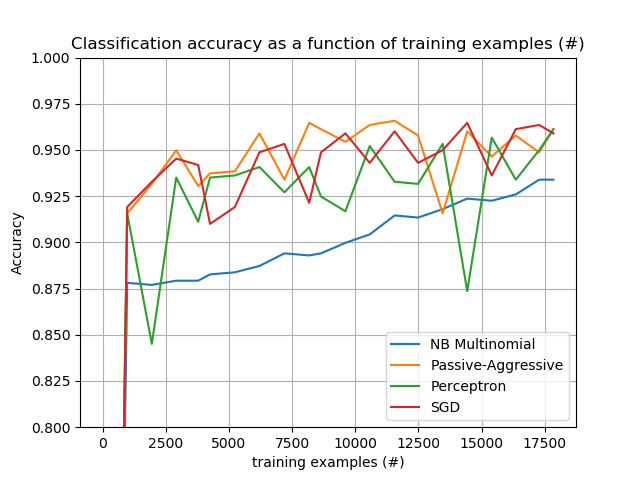 Classification accuracy as a function of training examples (#)
1.000
0.975
0.950
0.925
0.900
0.875
0.850
0.825
0.800
Accuracy
NB Multinomial
Passive-Aggressive
Perceptron
SGD
0 2500 5000 7500 10000 12500 15000 17500
training examples (#)